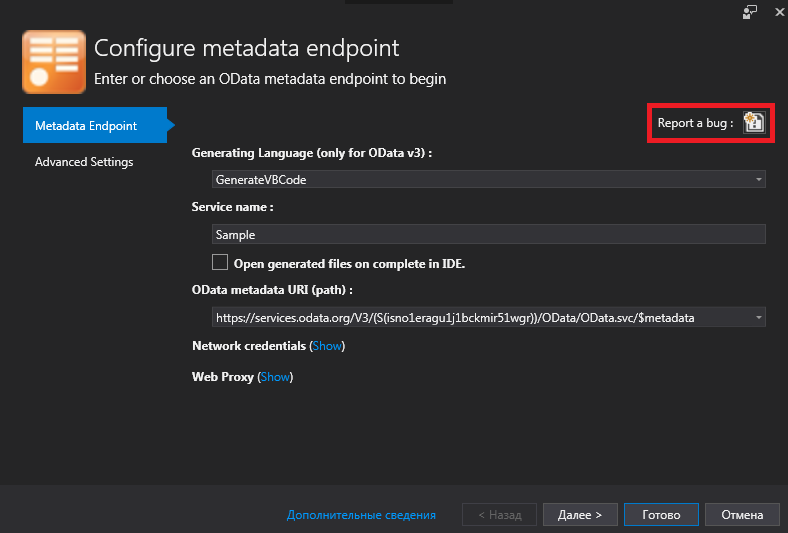 Configure metadata endpoint
Enter or choose an OData metadata endpoint to begin
Metadata Endpoint
Advanced Settings
Report a bug :
Generating Language (only for OData v3) :
GenerateVBCode
Service name :
Sample
Open generated files on complete in IDE.
OData metadata URI (path) :
https://services.odata.org/V3/(S(isno1eragu1j1bckmir51wgr))/OData/OData.svc/$metadata
Network credentials (Show)
Web Proxy (Show)
Дополнительные сведения
< Назад
Далее >
Готово
Отмена